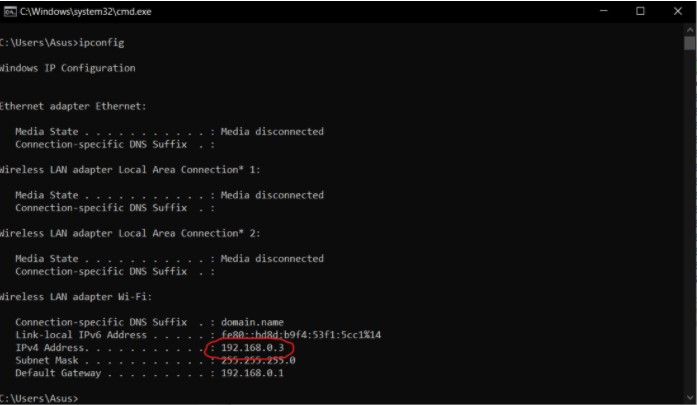 C:\Windows\system32\cmd.exe
C:\Users\Asus>ipconfig
Windows IP Configuration
Ethernet adapter Ethernet:
Media State . . . . . . . . . . . : Media disconnected
Connection-specific DNS Suffix  . :
Wireless LAN adapter Local Area Connection* 1:
Media State . . . . . . . . . . . : Media disconnected
Connection-specific DNS Suffix  . :
Wireless LAN adapter Local Area Connection* 2:
Media State . . . . . . . . . . . : Media disconnected
Connection-specific DNS Suffix  . :
Wireless LAN adapter Wi-Fi:
Connection-specific DNS Suffix  . : domain.name
Link-local IPv6 Address . . . . . : fe80::bd8d:b9f4:53f1:5cc1%14
IPv4 Address. . . . . . . . . . . : 192.168.0.3
Subnet Mask . . . . . . . . . . . : 255.255.255.0
Default Gateway . . . . . . . . . : 192.168.0.1
C:\Users\Asus>